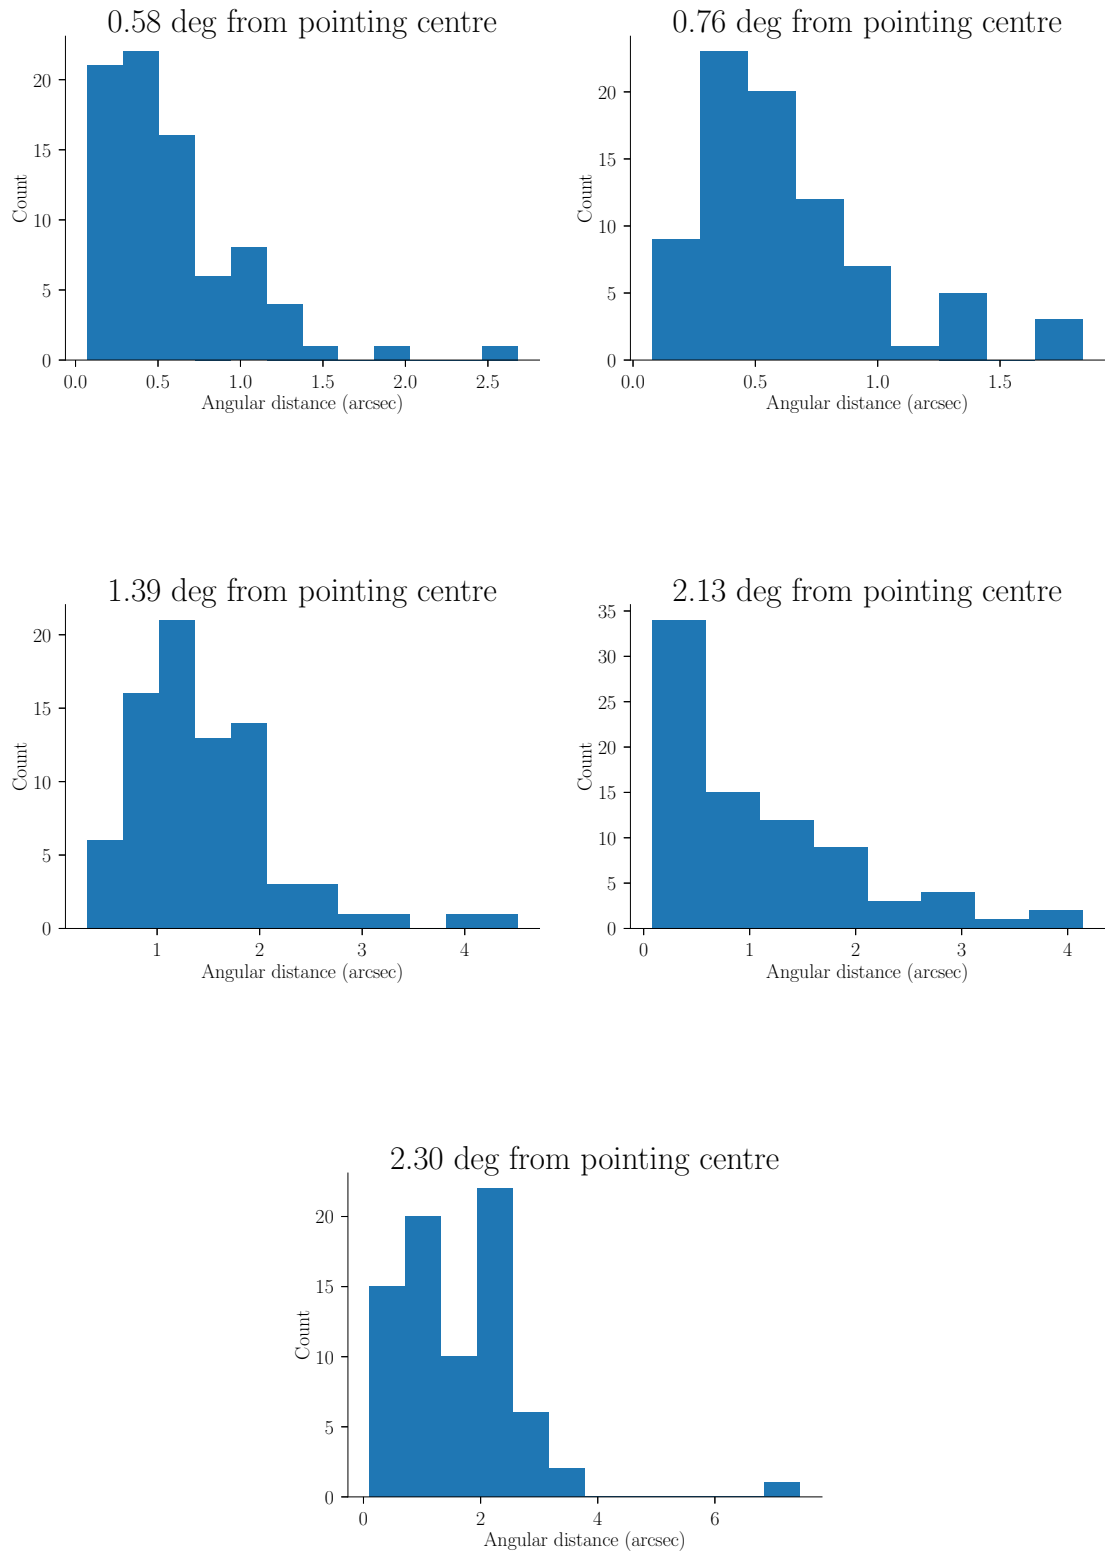 0.58 deg from pointing centre
20
15
10
5
0
Count
0.0 0.5 1.0 1.5 2.0 2.5
Angular distance (arcsec)
0.76 deg from pointing centre
20
15
10
5
0
Count
0.0 0.5 1.0 1.5
Angular distance (arcsec)
1.39 deg from pointing centre
20
15
10
5
0
Count
1 2 3 4
Angular distance (arcsec)
2.13 deg from pointing centre
35
30
25
20
15
10
5
0
Count
0 1 2 3 4
Angular distance (arcsec)
2.30 deg from pointing centre
20
15
10
5
0
Count
0 2 4 6
Angular distance (arcsec)